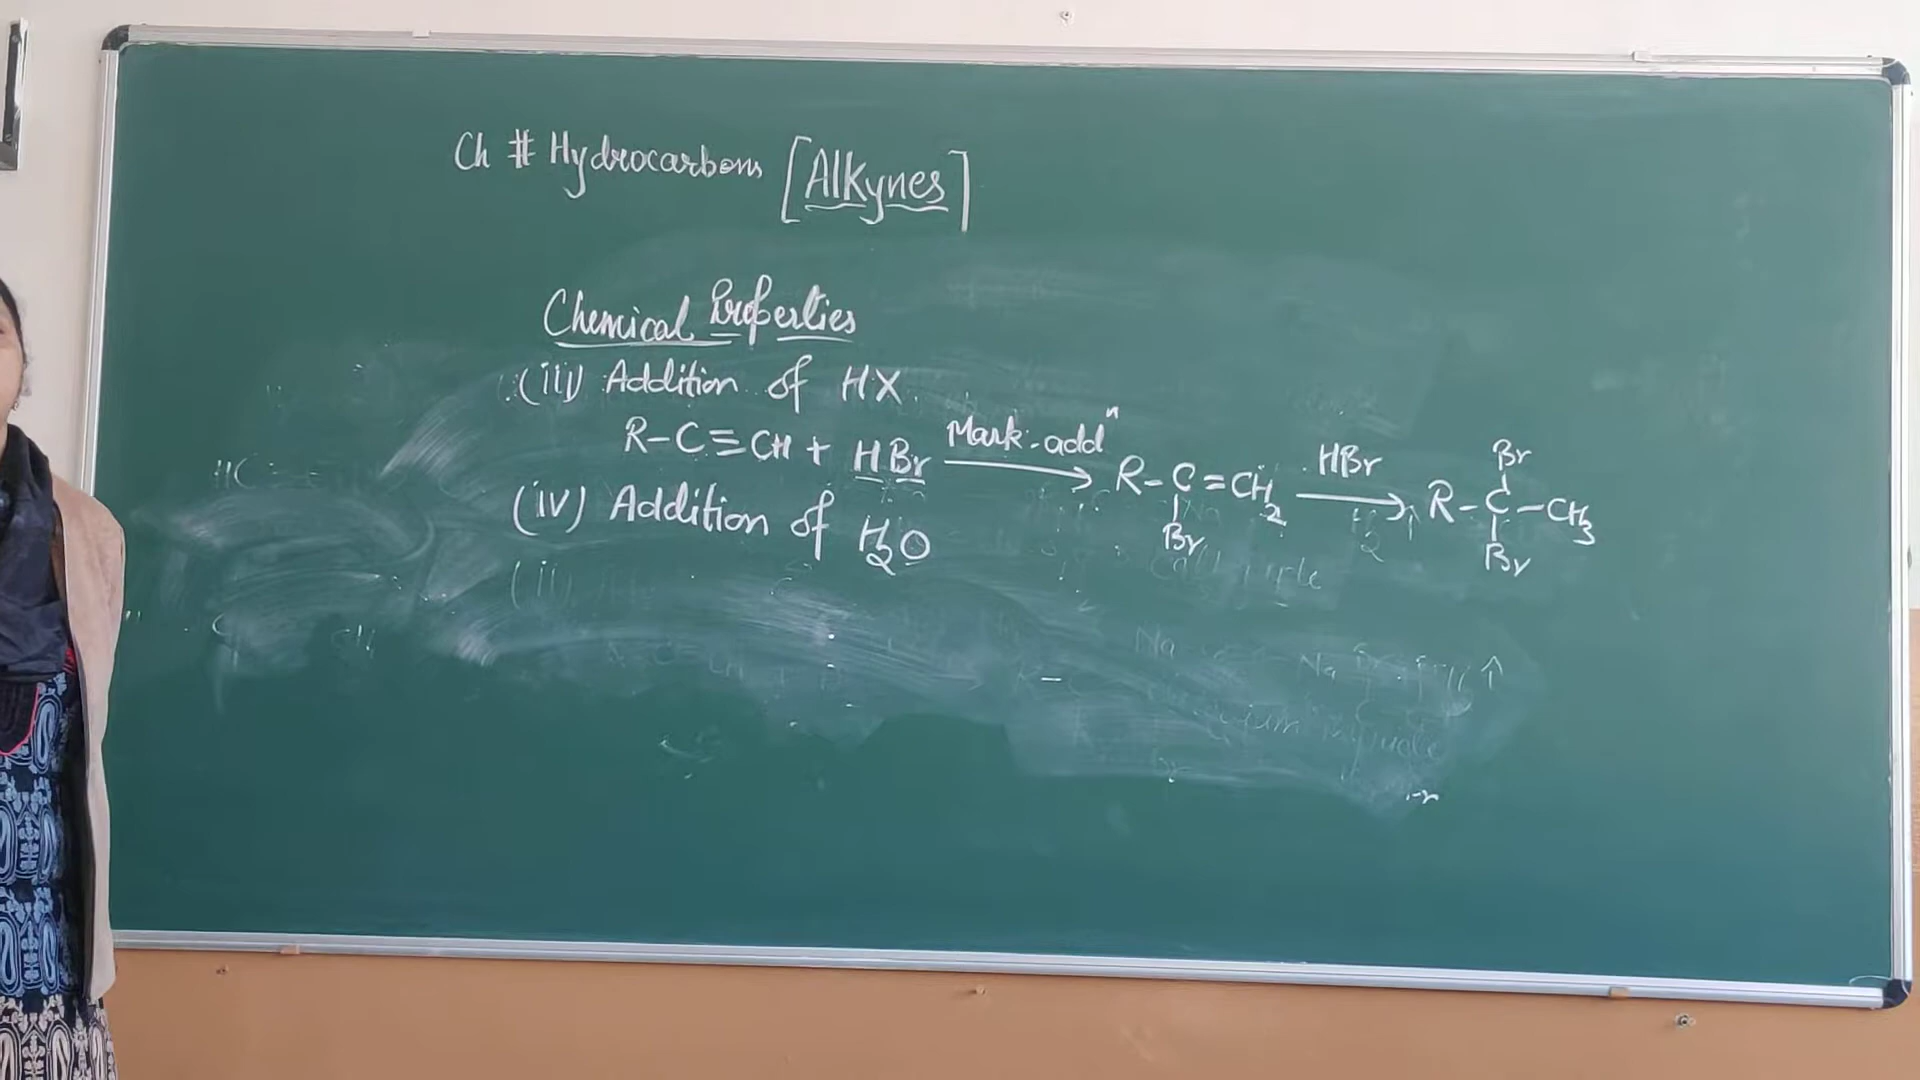 Ch # Hydrocarbons [Alkynes]
Chemical Properties
(iii) Addition of HX
R-C≡CH + HBr Mark. addⁿ → R-C=CH₂ HBr → R-C-CH₃
Br
Br
Br
(iv) Addition of H₂O